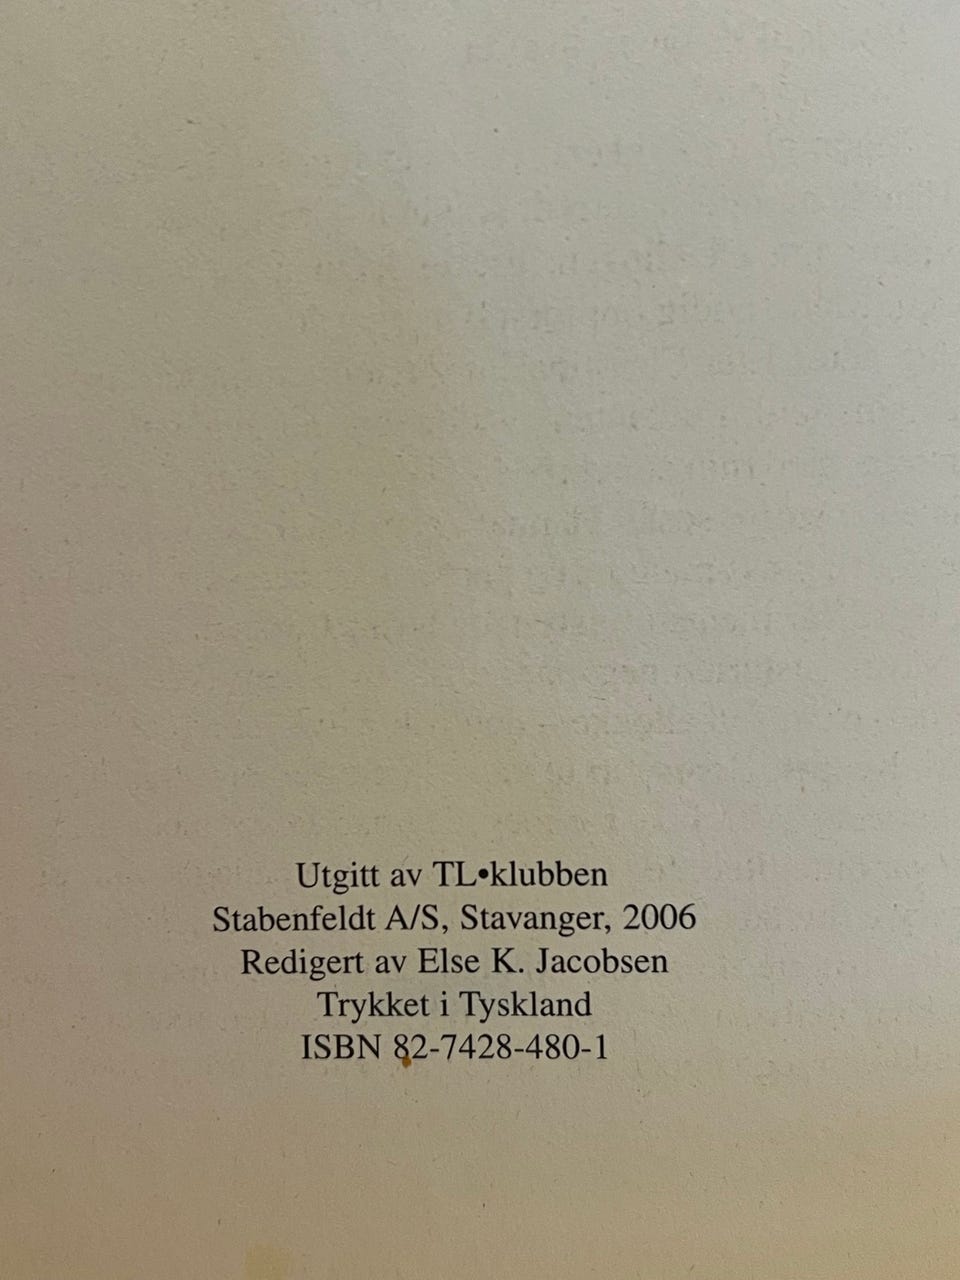 Utgitt av TL•klubben
Stabenfeldt A/S, Stavanger, 2006
Redigert av Else K. Jacobsen
Trykket i Tyskland
ISBN 82-7428-480-1